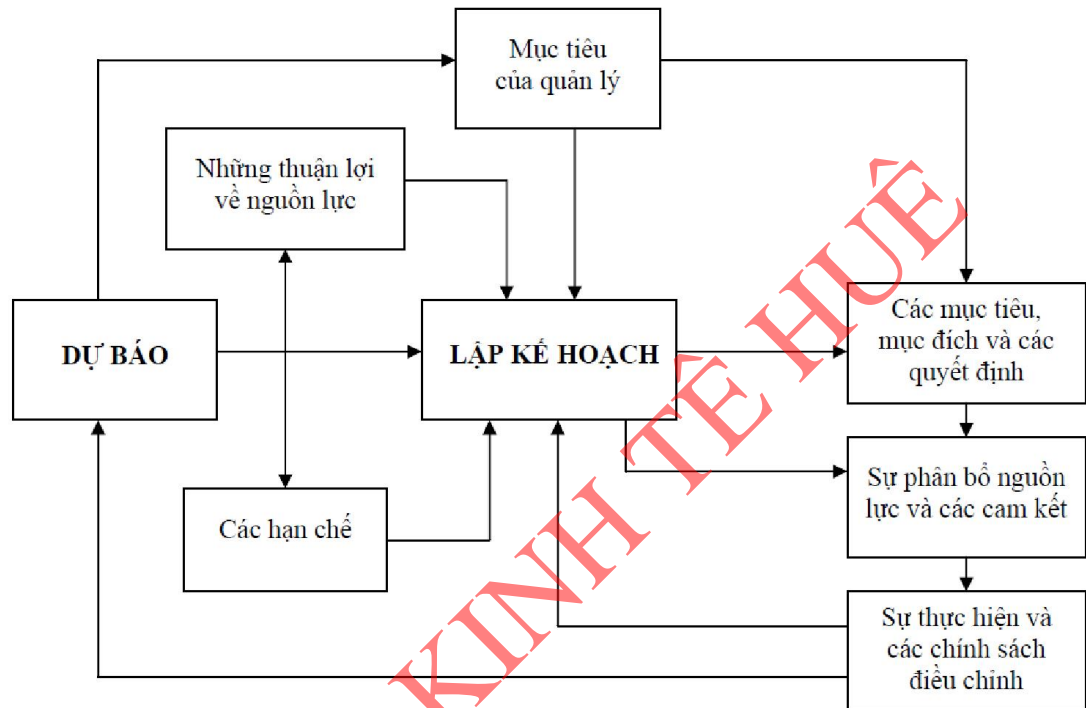 Mục tiêu
của quản lý
Những thuận lợi
về nguồn lực
DỰ BÁO
LẬP KẾ HOẠCH
Các mục tiêu,
mục đích và các
quyết định
Các hạn chế
Sự phân bổ nguồn
lực và các cam kết
Sự thực hiện và
các chính sách
điều chỉnh
KINH TẾ HUẾ